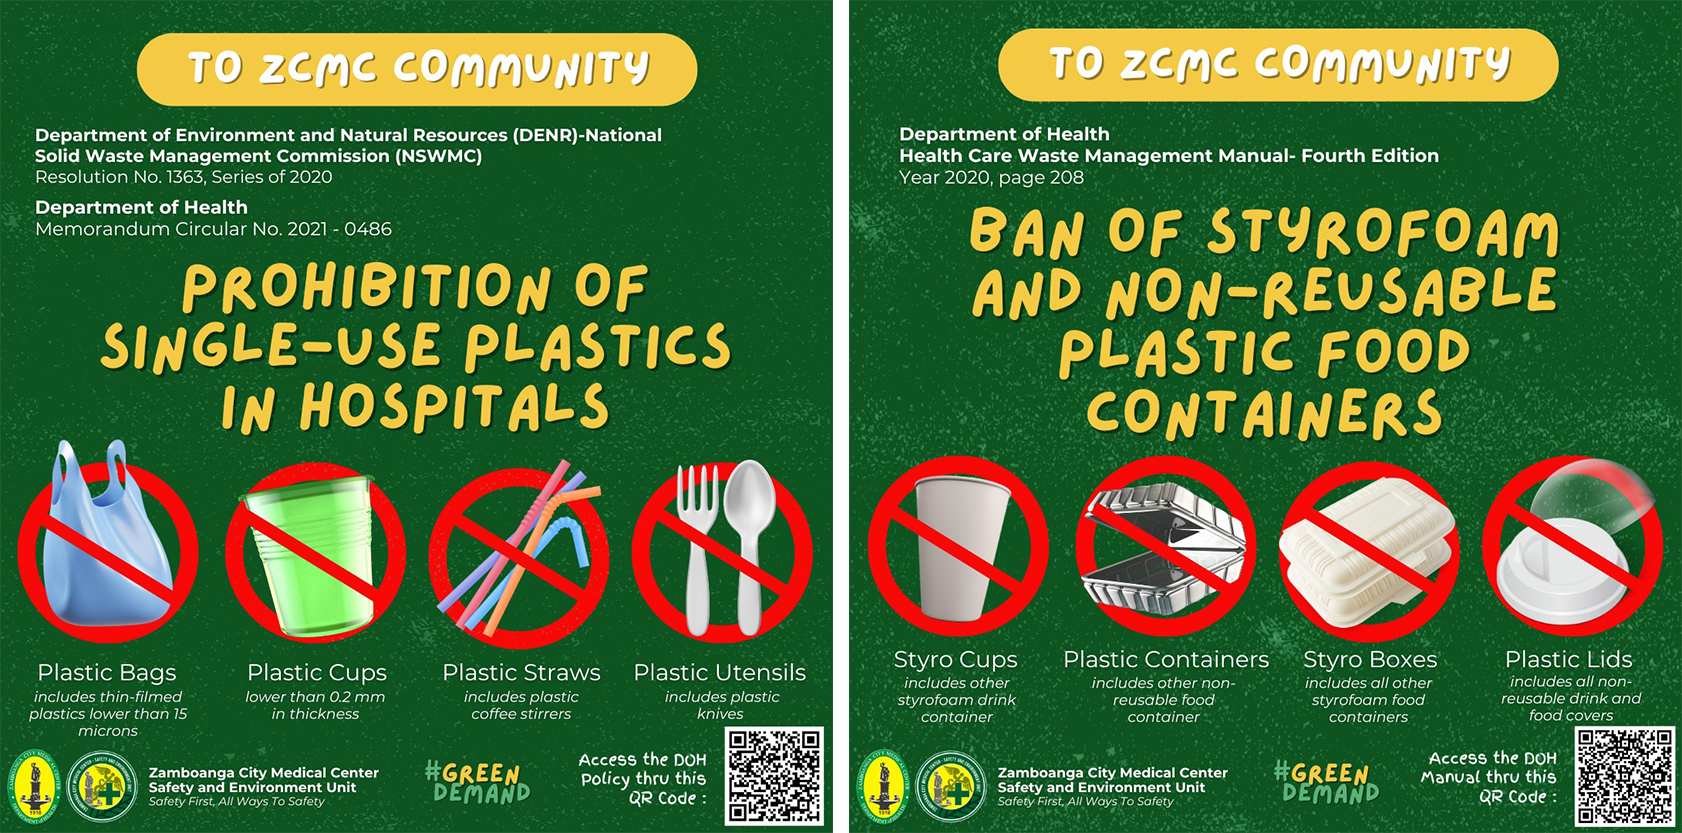 TO ZCMC COMMUNITY
Department of Environment and Natural Resources (DENR)-National
Solid Waste Management Commission (NSWMC)
Resolution No. 1363, Series of 2020
Department of Health
Memorandum Circular No. 2021 - 0486
PROHIBITION OF
SINGLE-USE PLASTICS
IN HOSPITALS
Plastic Bags
includes thin-filmed
plastics lower than 15
microns
Plastic Cups
lower than 0.2 mm
in thickness
Plastic Straws
includes plastic
coffee stirrers
Plastic Utensils
includes plastic
knives
Zamboanga City Medical Center
Safety and Environment Unit
Safety First, All Ways To Safety
#GREEN
DEMAND
Access the DOH
Policy thru this
QR Code :
TO ZCMC COMMUNITY
Department of Health
Health Care Waste Management Manual- Fourth Edition
Year 2020, page 208
BAN OF STYROFOAM
AND NON-REUSABLE
PLASTIC FOOD
CONTAINERS
Styro Cups
includes other
styrofoam drink
container
Plastic Containers
includes other non-
reusable food
container
Styro Boxes
includes all other
styrofoam food
containers
Plastic Lids
includes all non-
reusable drink and
food covers
Zamboanga City Medical Center
Safety and Environment Unit
Safety First, All Ways To Safety
#GREEN
DEMAND
Access the DOH
Manual thru this
QR Code :